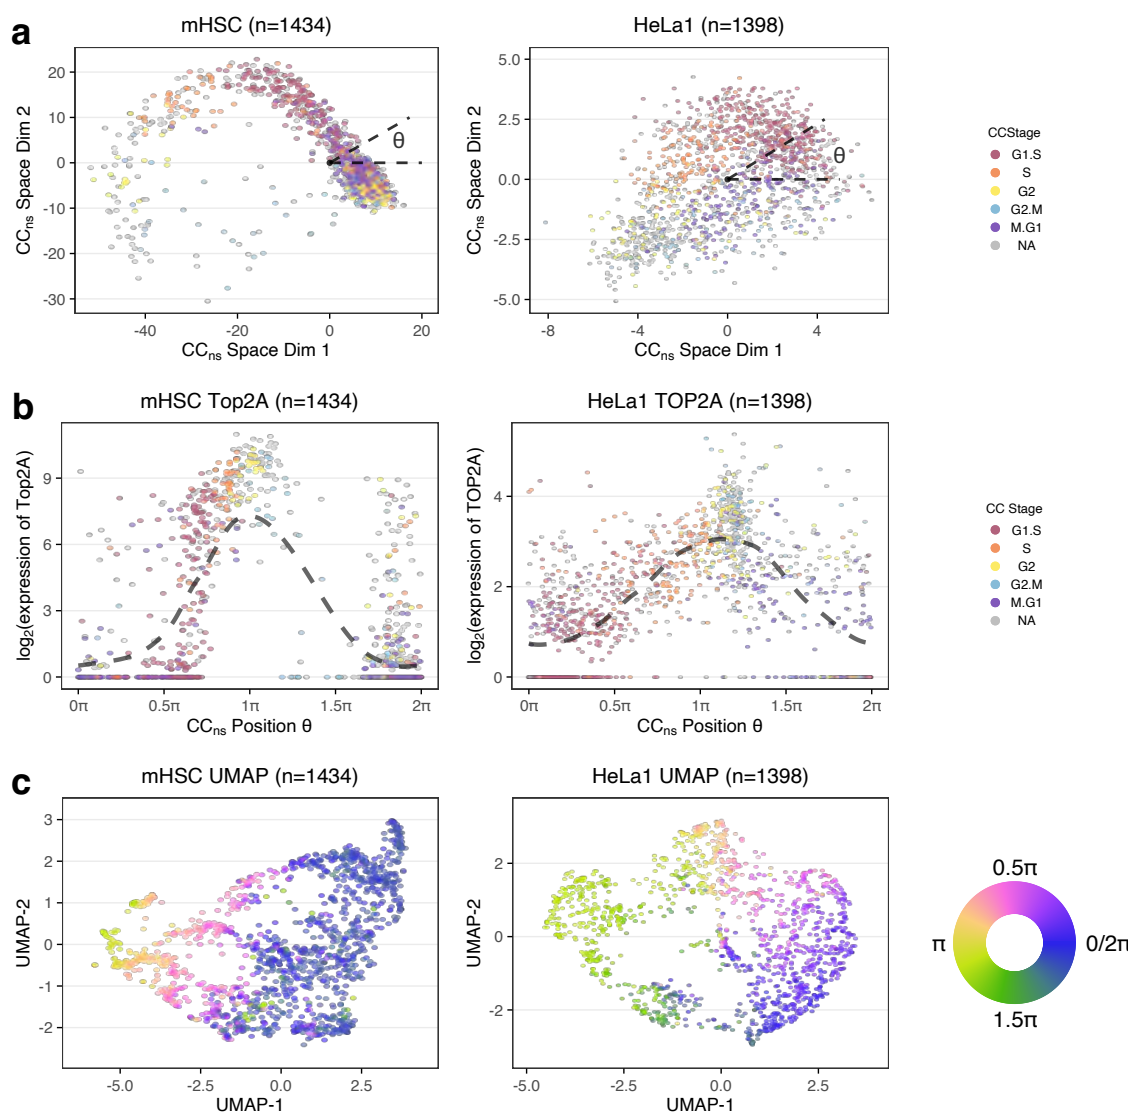 a
mHSC (n=1434)
HeLa1 (n=1398)
CCns Space Dim 2
20
10
0
-10
-20
-30
θ
-40
-20
0
20
CCns Space Dim 1
CCns Space Dim 2
5.0
2.5
0.0
-2.5
-5.0
θ
-8
-4
0
4
CCns Space Dim 1
CCStage
G1.S
S
G2
G2.M
M.G1
NA
b
mHSC Top2A (n=1434)
HeLa1 TOP2A (n=1398)
log2(expression of Top2A)
9
6
3
0
0π
0.5π
1π
1.5π
2π
CCns Position θ
log2(expression of TOP2A)
4
2
0
0π
0.5π
1π
1.5π
2π
CCns Position θ
CC Stage
G1.S
S
G2
G2.M
M.G1
NA
c
mHSC UMAP (n=1434)
HeLa1 UMAP (n=1398)
UMAP-2
3
2
1
0
-1
-2
-5.0
-2.5
0.0
2.5
UMAP-1
UMAP-2
2
0
-2
-5.0
-2.5
0.0
2.5
UMAP-1
0.5π
π
0/2π
1.5π